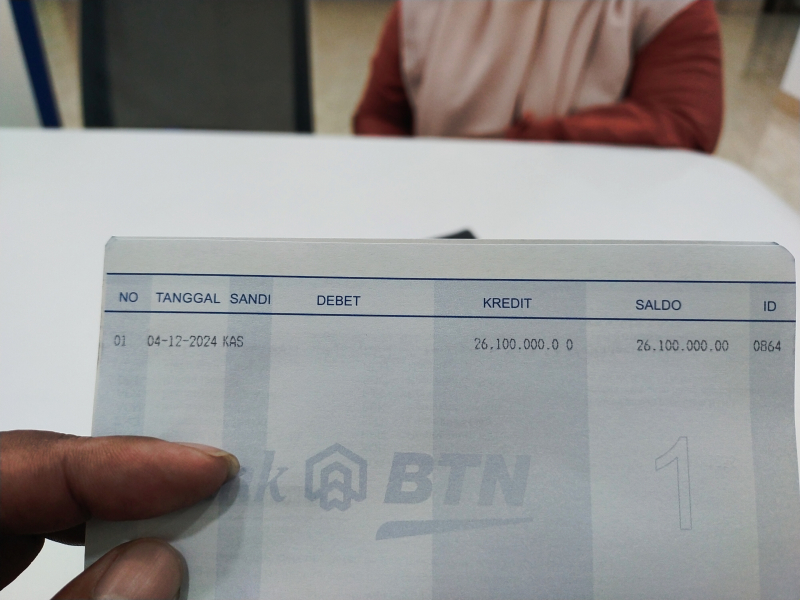 NO TANGGAL SANDI DEBET KREDIT SALDO ID
01 04-12-2024 KAS 26.100.000.0 0 26.100.000.00 0864
BTN
1